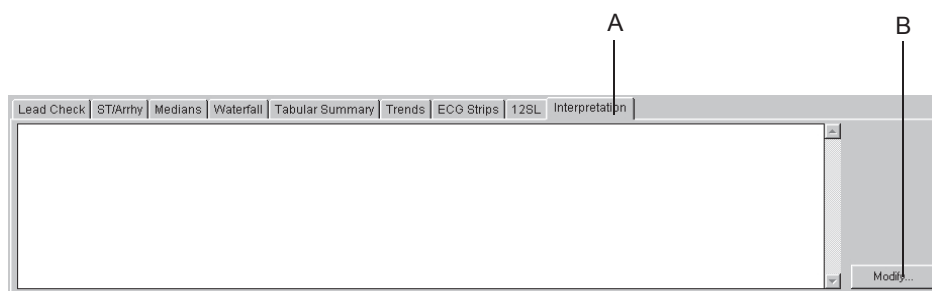 A B
Lead Check ST/Arrhy Medians Waterfall Tabular Summary Trends ECG Strips 12SL Interpretation
Modify...